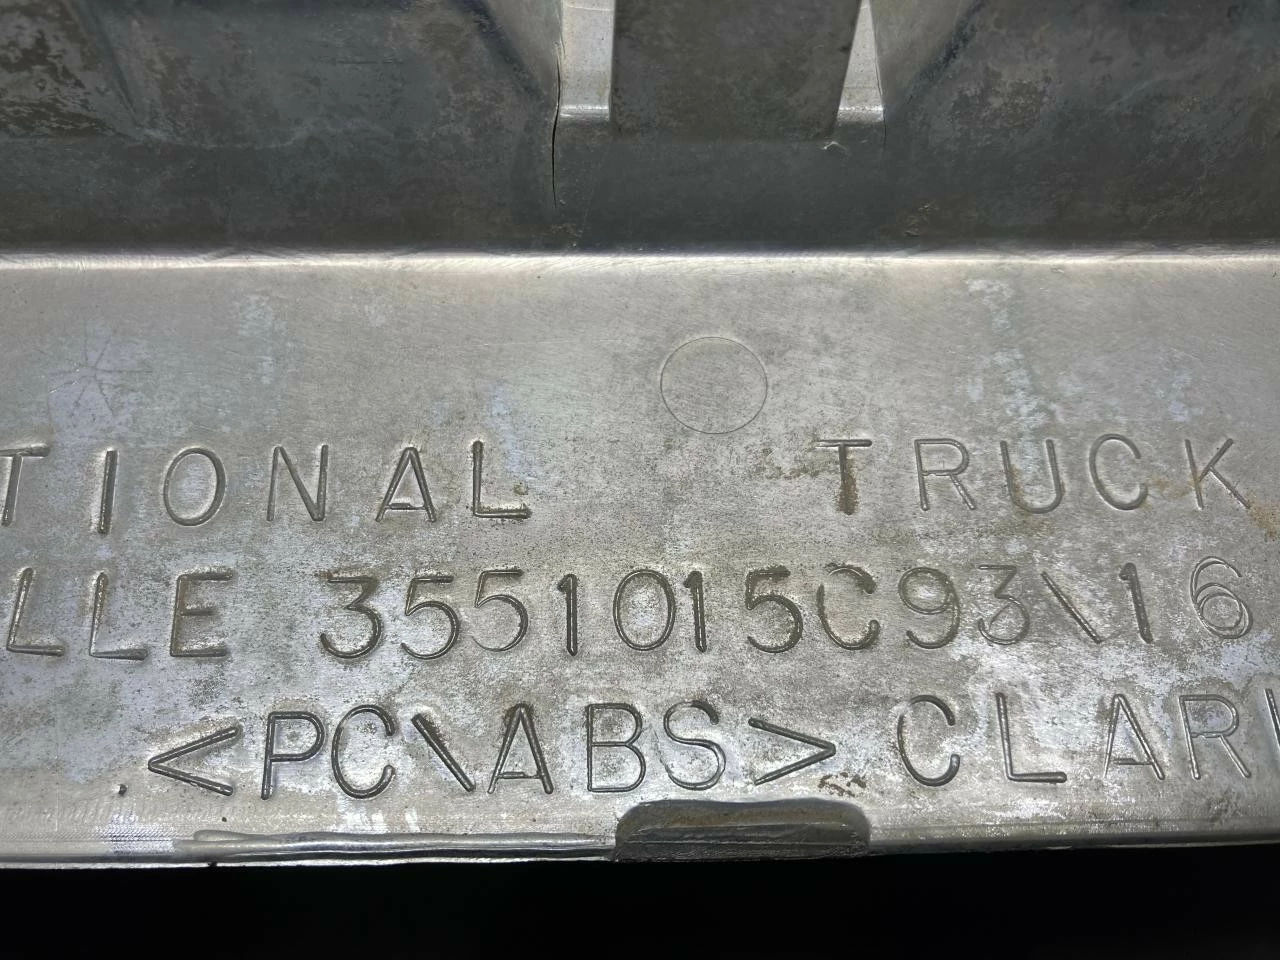 TIONAL TRUCK
LLE 3551015C93\16
<PC\ABS> CLAR